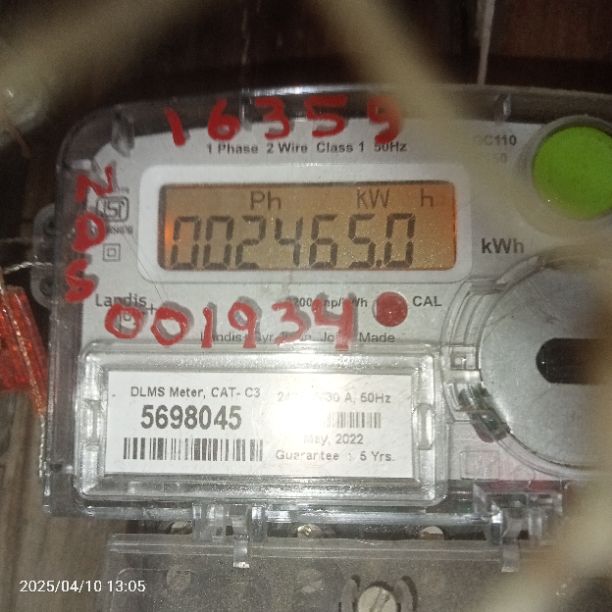 16359
1 Phase 2 Wire Class 1 50Hz
Ph kW h
002465.0
kWh
Landis
CAL
001934
Made
DLMS Meter, CAT- C3
5698045
30 A, 50Hz
May, 2022
Guarantee : 5 Yrs.
2025/04/10 13:05